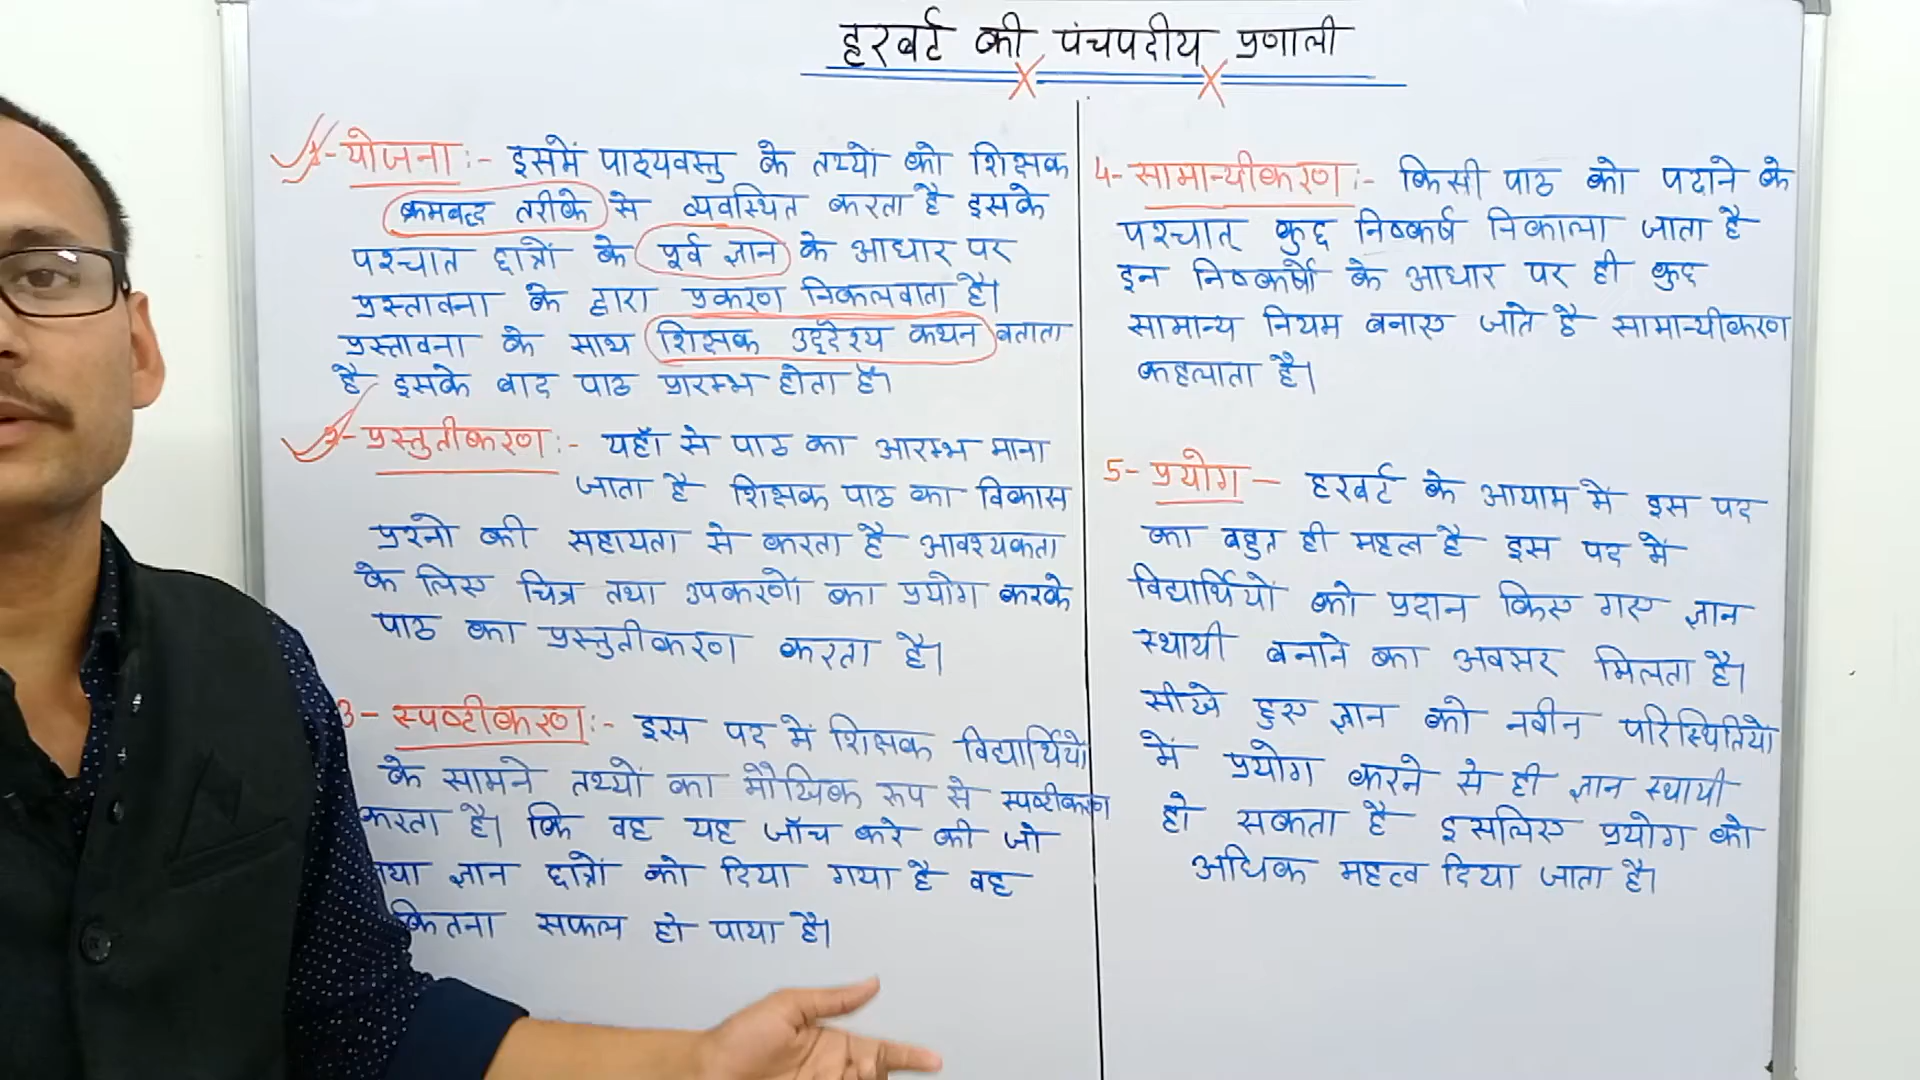 हरबर्ट की पंचपदीय प्रणाली
1- योजना :- इसमें पाठ्यवस्तु के तथ्यों को शिक्षक
क्रमबद्ध तरीके से व्यवस्थित करता है इसके
पश्चात छात्रों के पूर्व ज्ञान के आधार पर
प्रस्तावना के द्वारा प्रकरण निकलवाता है।
प्रस्तावना के साथ शिक्षक उद्देश्य कथन बताता
है इसके बाद पाठ प्रारम्भ होता है।
2- प्रस्तुतीकरण :- यहाँ से पाठ का आरम्भ माना
जाता है शिक्षक पाठ का विकास
प्रश्नो की सहायता से करता है आवश्यकता
के लिए चित्र तथा उपकरणों का प्रयोग करके
पाठ का प्रस्तुतीकरण करता है।
3- स्पष्टीकरण :- इस पद में शिक्षक विद्यार्थियों
के सामने तथ्यों का मौखिक रूप से स्पष्टीकरण
करता है। कि वह यह जाँच करे की जो
नया ज्ञान छात्रों को दिया गया है वह
कितना सफल हो पाया है।
4- सामान्यीकरण :- किसी पाठ को पढाने के
पश्चात् कुछ निष्कर्ष निकाला जाता है
इन निष्कर्षों के आधार पर ही कुछ
सामान्य नियम बनाए जाते है सामान्यीकरण
कहलाता है।
5- प्रयोग - हरबर्ट के आयाम में इस पद
का बहुत ही महत्व है इस पद में
विद्यार्थियों को प्रदान किए गए ज्ञान
स्थायी बनाने का अवसर मिलता है।
सीखे हुए ज्ञान को नवीन परिस्थितियो
में प्रयोग करने से ही ज्ञान स्थायी
हो सकता है इसलिए प्रयोग को
अधिक महत्व दिया जाता है।